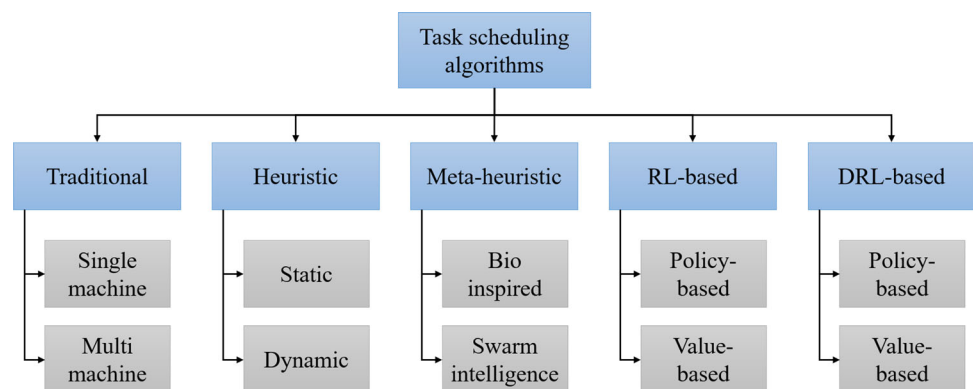 Task scheduling
algorithms
Traditional
Heuristic
Meta-heuristic
RL-based
DRL-based
Single
machine
Static
Bio
inspired
Policy-
based
Policy-
based
Multi
machine
Dynamic
Swarm
intelligence
Value-
based
Value-
based